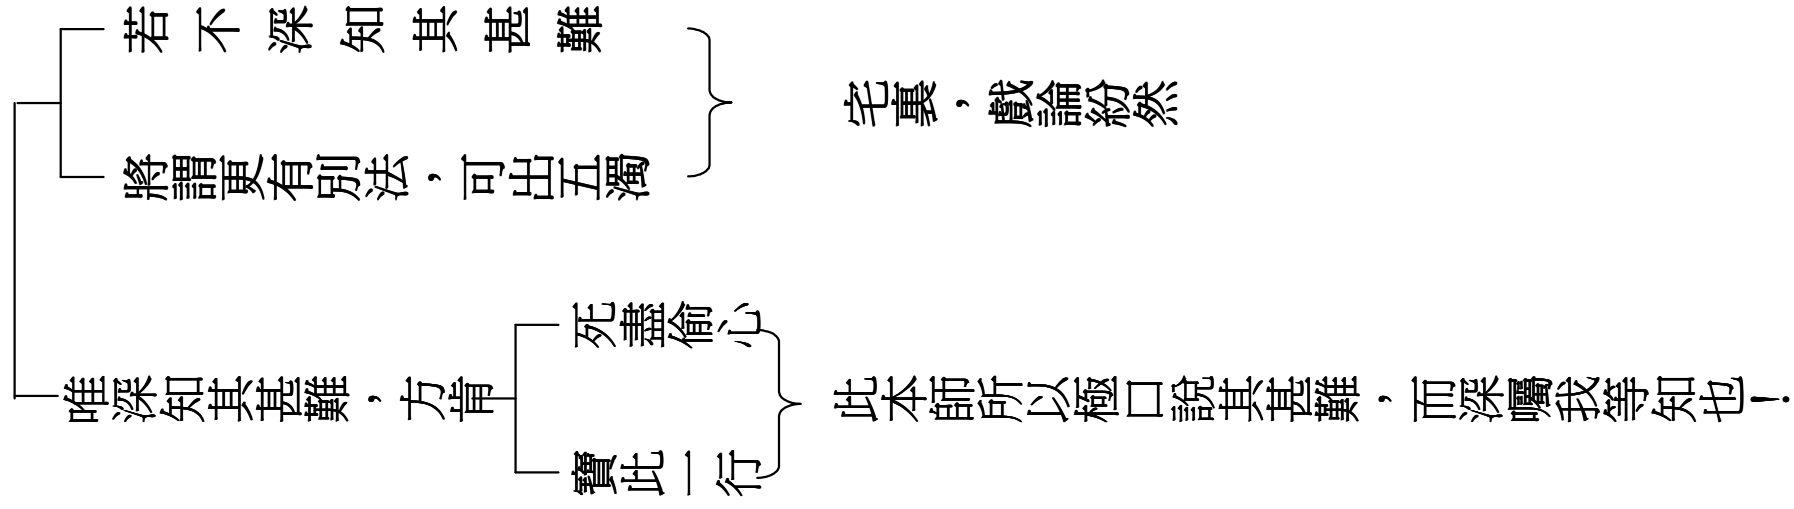 若不深知其甚難
將謂更有別法，可出五濁
宅裏，戲論紛然
唯深知其甚難，方肯
死盡偷心
寶此一行
此本師所以極口說其甚難，而深囑我等知也！